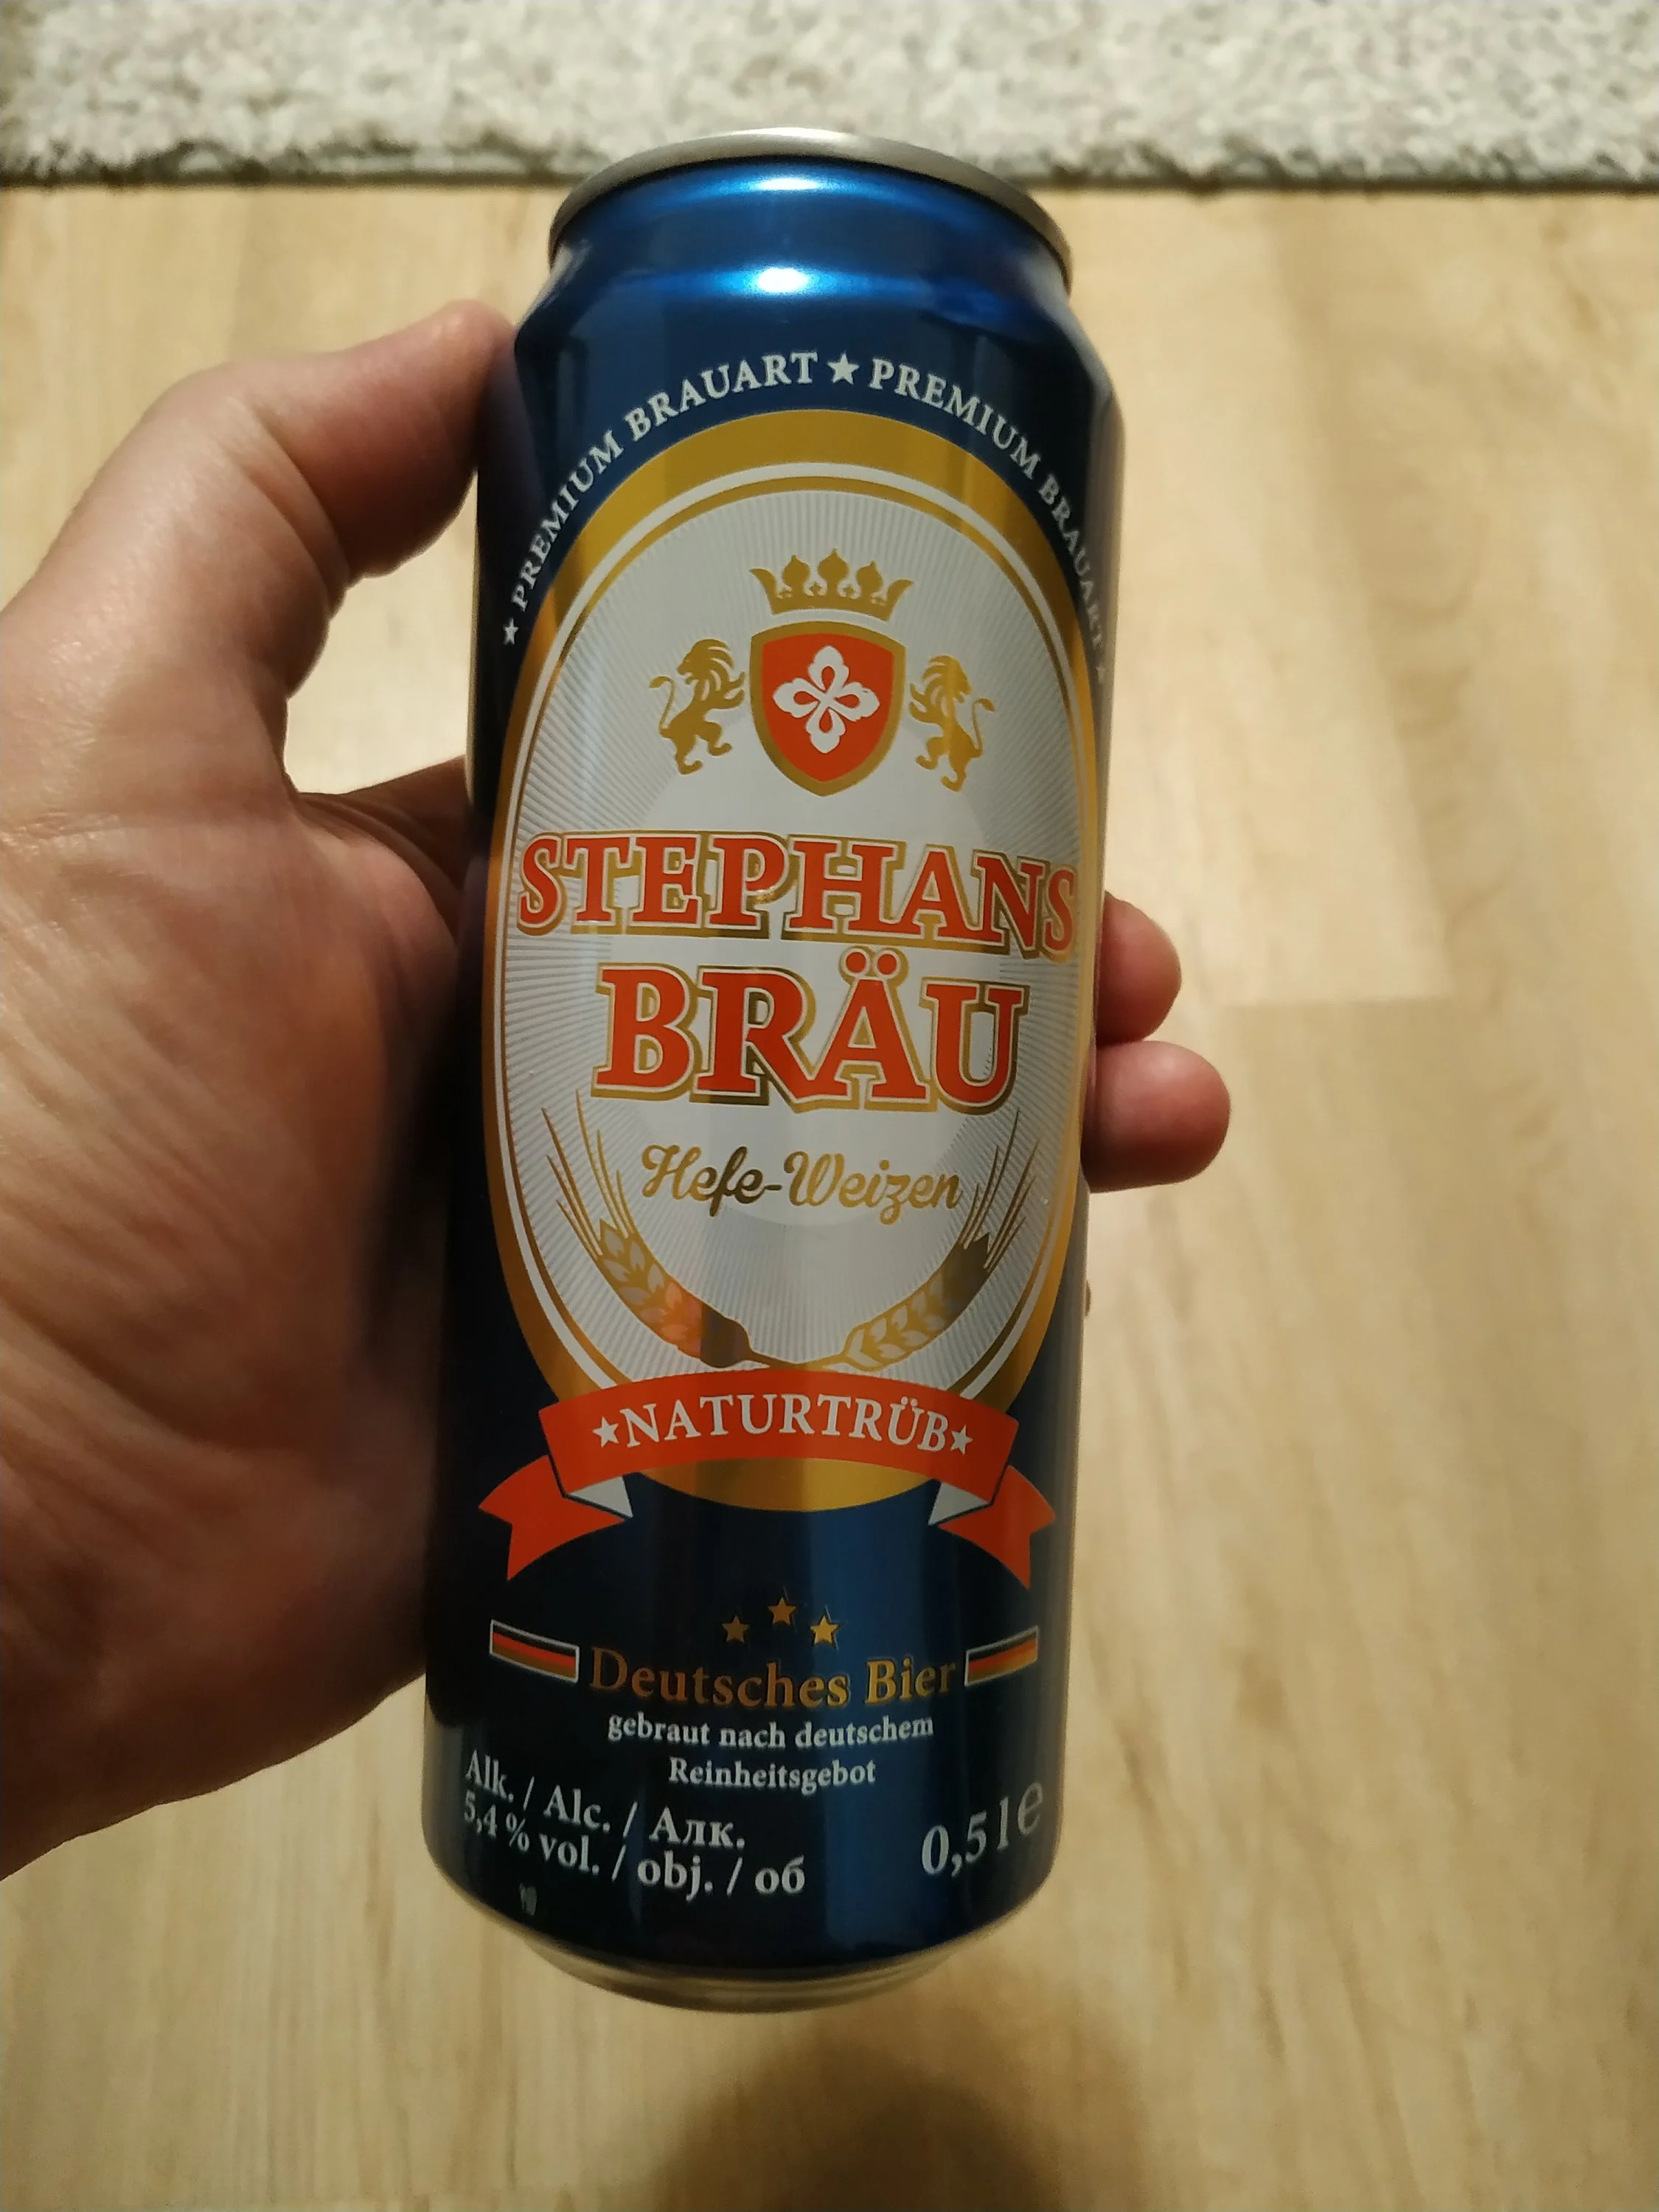 ★ PREMIUM BRAUART ★ PREMIUM BRAUART ★
STEPHANS
BRÄU
Hefe-Weizen
★NATURTRÜB★
Deutsches Bier
gebraut nach deutschem
Reinheitsgebot
Alk. / Alc. / Алк.
5,4 % vol. / obj. / об
0,5 l e